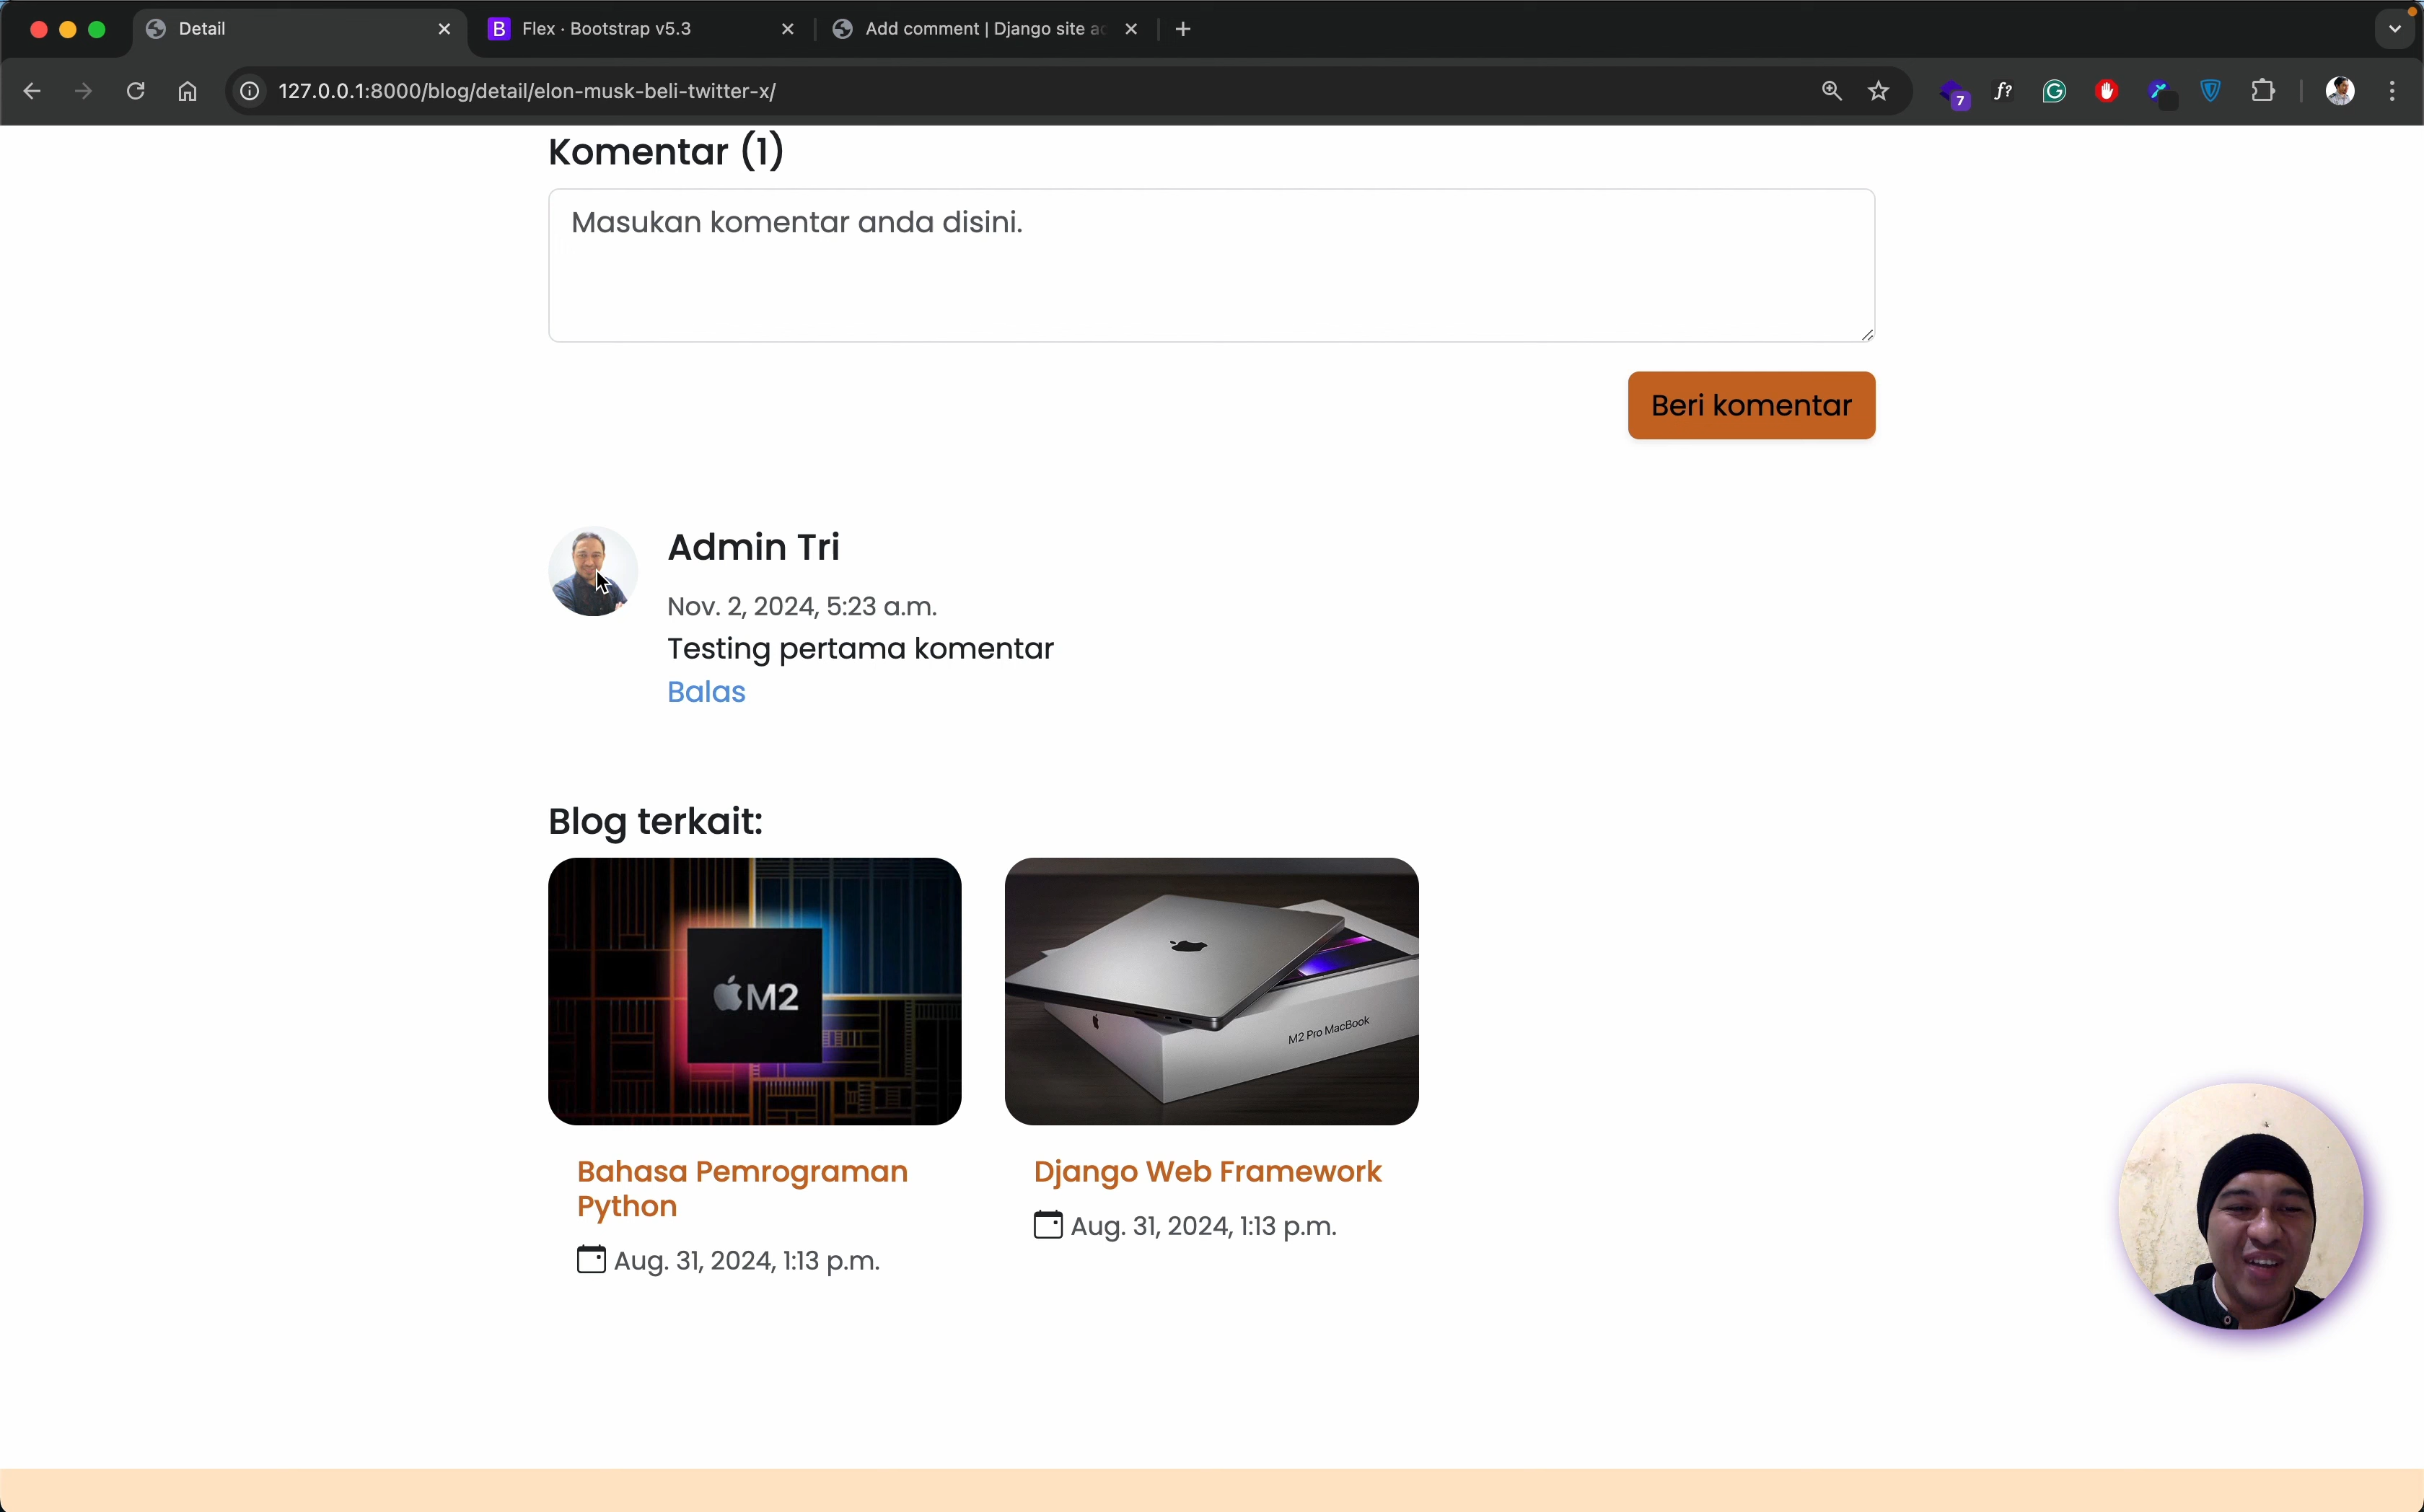 Detail
Flex · Bootstrap v5.3
Add comment | Django site ad
127.0.0.1:8000/blog/detail/elon-musk-beli-twitter-x/
f?
7
Komentar (1)
Masukan komentar anda disini.
Beri komentar
Admin Tri
Nov. 2, 2024, 5:23 a.m.
Testing pertama komentar
Balas
Blog terkait:
M2
M2 Pro MacBook
Bahasa Pemrograman
Python
Aug. 31, 2024, 1:13 p.m.
Django Web Framework
Aug. 31, 2024, 1:13 p.m.